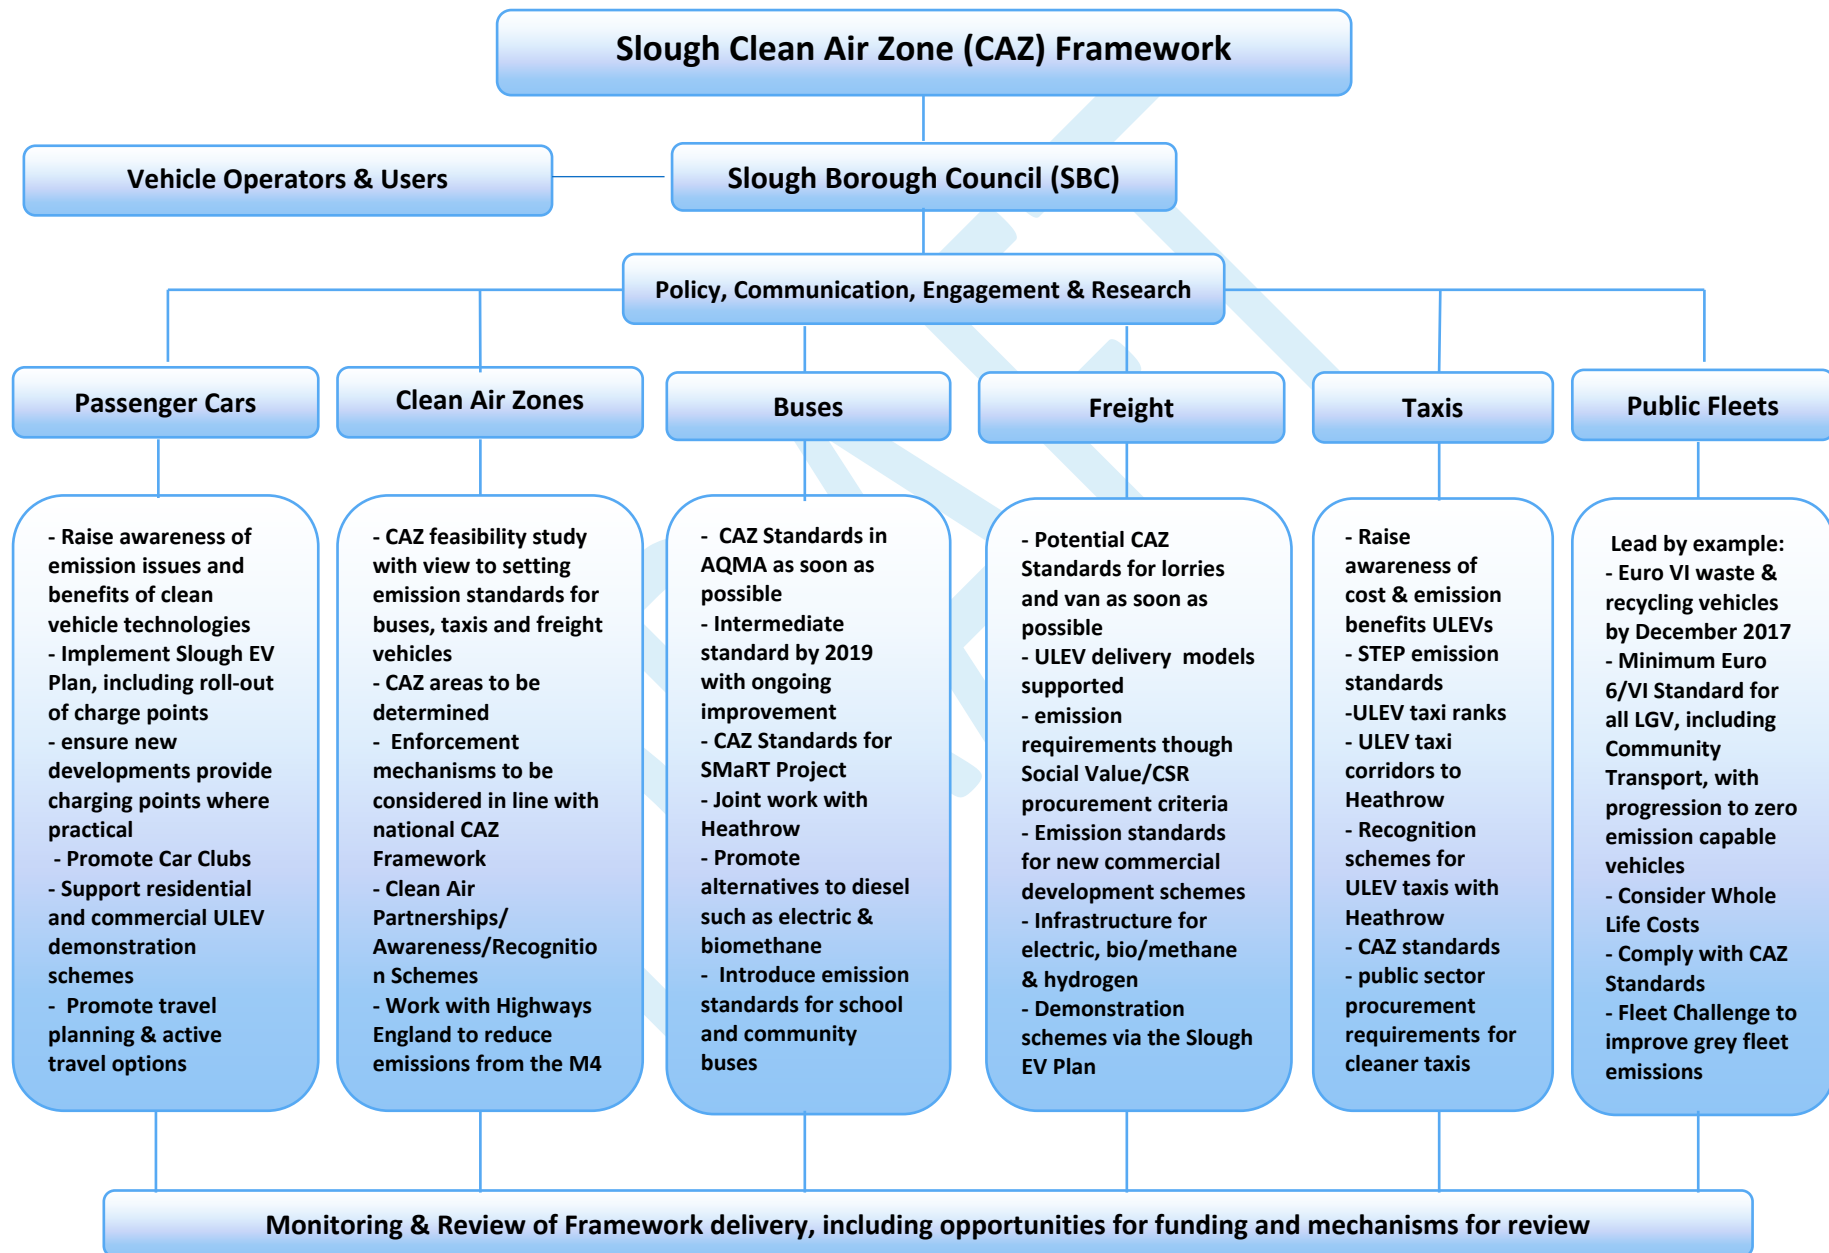 Slough Clean Air Zone (CAZ) Framework
Vehicle Operators & Users
Slough Borough Council (SBC)
Policy, Communication, Engagement & Research
Passenger Cars
Clean Air Zones
Buses
Freight
Taxis
Public Fleets
- Raise awareness of
emission issues and
benefits of clean
vehicle technologies
- Implement Slough EV
Plan, including roll-out
of charge points
- ensure new
developments provide
charging points where
practical
- Promote Car Clubs
- Support residential
and commercial ULEV
demonstration
schemes
- Promote travel
planning & active
travel options
- CAZ feasibility study
with view to setting
emission standards for
buses, taxis and freight
vehicles
- CAZ areas to be
determined
- Enforcement
mechanisms to be
considered in line with
national CAZ
Framework
- Clean Air
Partnerships/
Awareness/Recognitio
n Schemes
- Work with Highways
England to reduce
emissions from the M4
- CAZ Standards in
AQMA as soon as
possible
- Intermediate
standard by 2019
with ongoing
improvement
- CAZ Standards for
SMaRT Project
- Joint work with
Heathrow
- Promote
alternatives to diesel
such as electric &
biomethane
- Introduce emission
standards for school
and community
buses
- Potential CAZ
Standards for lorries
and van as soon as
possible
- ULEV delivery models
supported
- emission
requirements though
Social Value/CSR
procurement criteria
- Emission standards
for new commercial
development schemes
- Infrastructure for
electric, bio/methane
& hydrogen
- Demonstration
schemes via the Slough
EV Plan
- Raise
awareness of
cost & emission
benefits ULEVs
- STEP emission
standards
-ULEV taxi ranks
- ULEV taxi
corridors to
Heathrow
- Recognition
schemes for
ULEV taxis with
Heathrow
- CAZ standards
- public sector
procurement
requirements for
cleaner taxis
Lead by example:
- Euro VI waste &
recycling vehicles
by December 2017
- Minimum Euro
6/VI Standard for
all LGV, including
Community
Transport, with
progression to zero
emission capable
vehicles
- Consider Whole
Life Costs
- Comply with CAZ
Standards
- Fleet Challenge to
improve grey fleet
emissions
Monitoring & Review of Framework delivery, including opportunities for funding and mechanisms for review